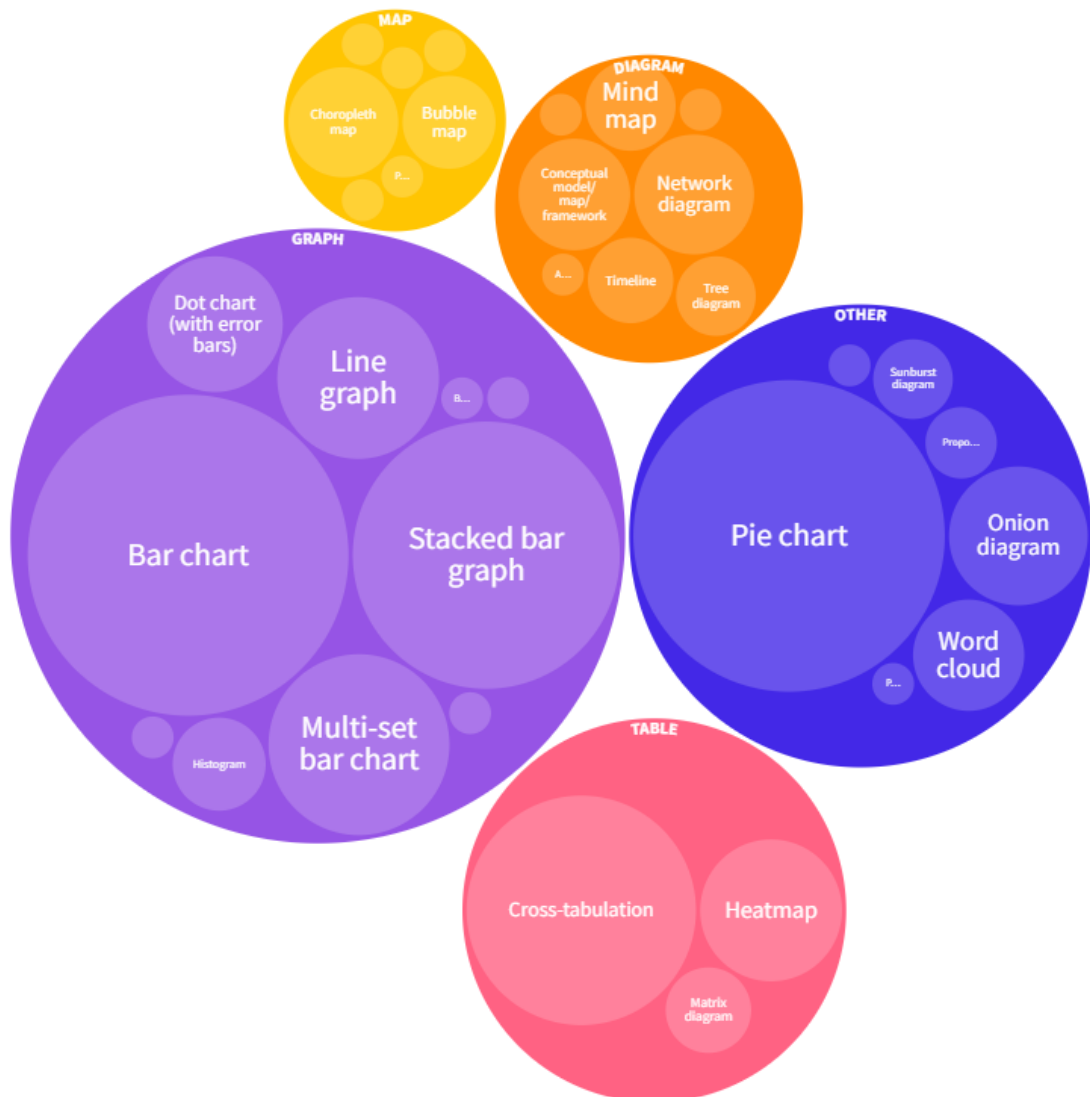 MAP
Choropleth
map
Bubble
map
P...
DIAGRAM
Mind
map
Conceptual
model/
map/
framework
Network
diagram
A...
Timeline
Tree
diagram
GRAPH
Dot chart
(with error
bars)
Line
graph
B...
Bar chart
Stacked bar
graph
Multi-set
bar chart
Histogram
OTHER
Sunburst
diagram
Propo...
Pie chart
Onion
diagram
Word
cloud
P...
TABLE
Cross-tabulation
Heatmap
Matrix
diagram